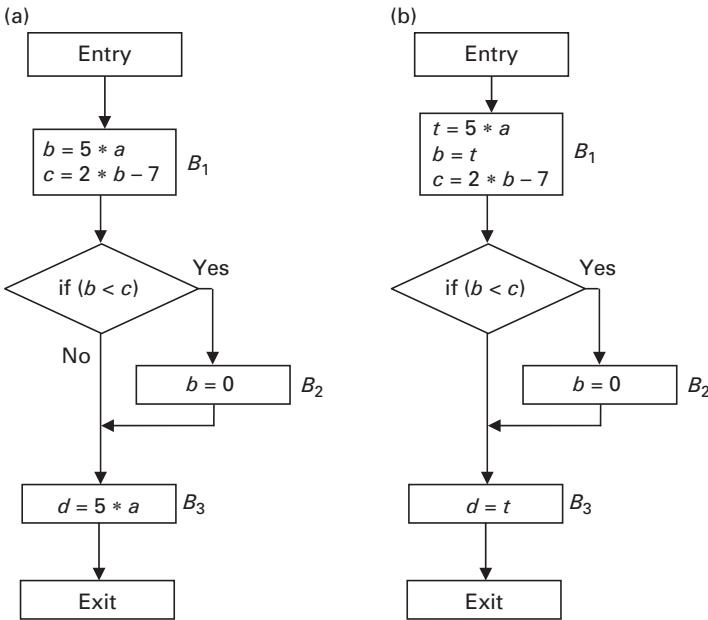 (a)
Entry
b = 5 * a
c = 2 * b – 7
B1
if (b < c)
Yes
No
b = 0
B2
d = 5 * a
B3
Exit
(b)
Entry
t = 5 * a
b = t
c = 2 * b – 7
B1
if (b < c)
Yes
b = 0
B2
d = t
B3
Exit